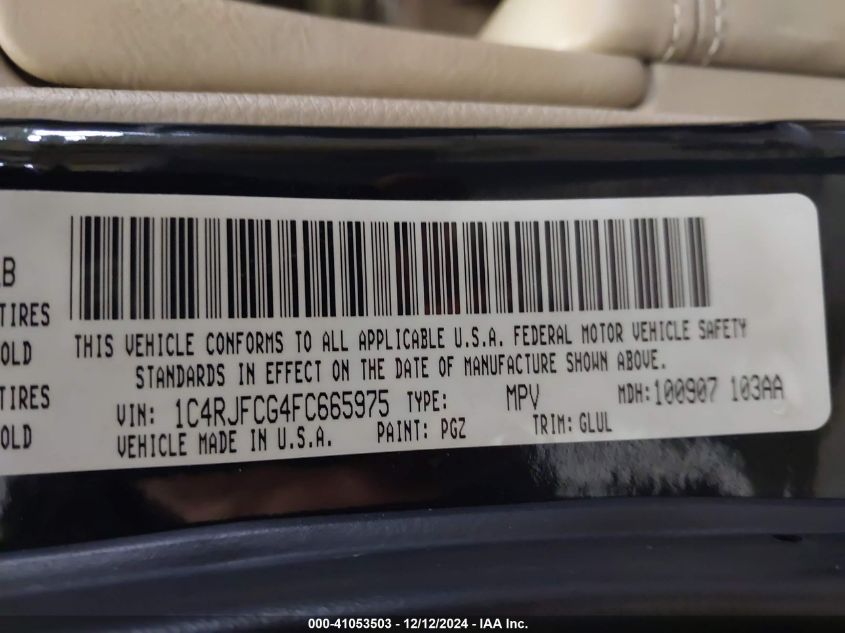 B
TIRES
OLD
TIRES
OLD
THIS VEHICLE CONFORMS TO ALL APPLICABLE U.S.A. FEDERAL MOTOR VEHICLE SAFETY
STANDARDS IN EFFECT ON THE DATE OF MANUFACTURE SHOWN ABOVE.
VIN: 1C4RJFCG4FC665975 TYPE: MPV MDH:100907 103AA
VEHICLE MADE IN U.S.A. PAINT: PGZ TRIM: GLUL
000-41053503 - 12/12/2024 - IAA Inc.